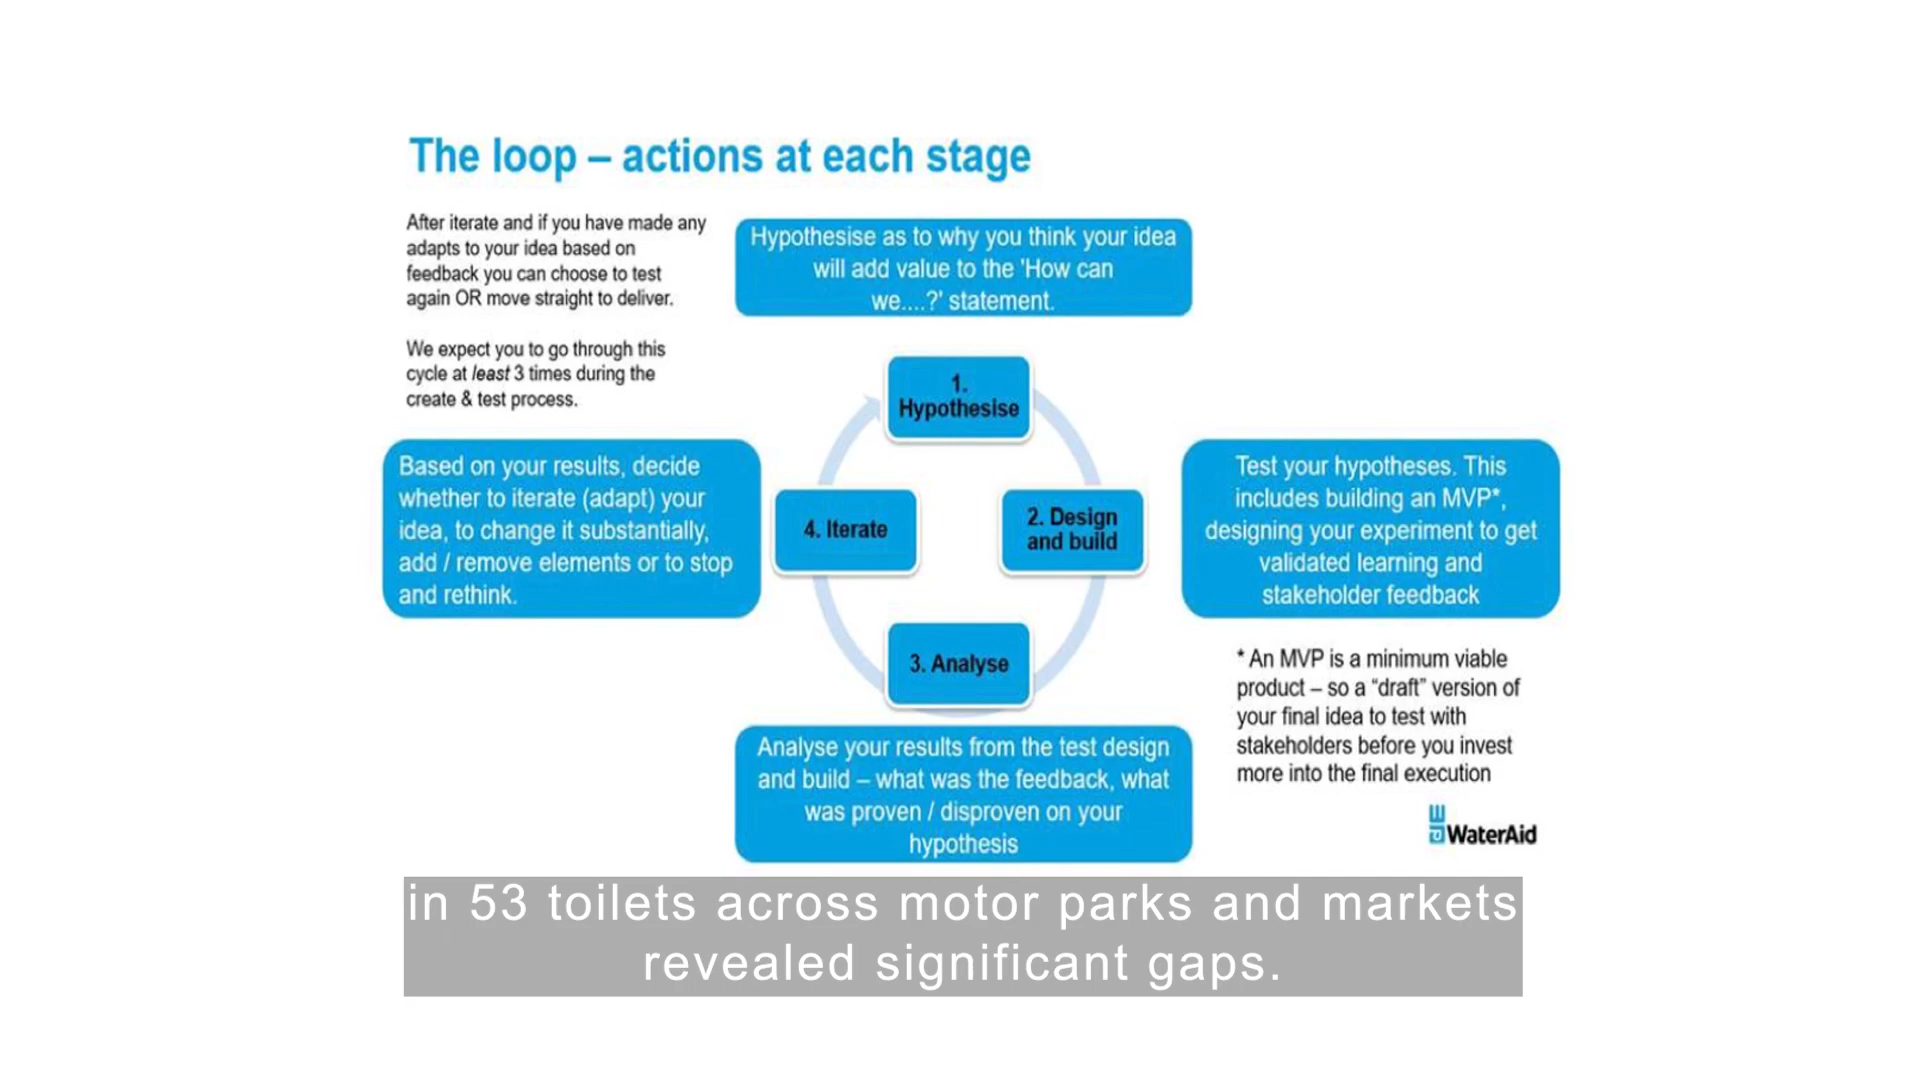 The loop – actions at each stage
After iterate and if you have made any
adapts to your idea based on
feedback you can choose to test
again OR move straight to deliver.
We expect you to go through this
cycle at least 3 times during the
create & test process.
Hypothesise as to why you think your idea
will add value to the 'How can
we....?' statement.
1.
Hypothesise
2. Design
and build
3. Analyse
4. Iterate
Test your hypotheses. This
includes building an MVP*,
designing your experiment to get
validated learning and
stakeholder feedback
* An MVP is a minimum viable
product – so a “draft” version of
your final idea to test with
stakeholders before you invest
more into the final execution
Analyse your results from the test design
and build – what was the feedback, what
was proven / disproven on your
hypothesis
Based on your results, decide
whether to iterate (adapt) your
idea, to change it substantially,
add / remove elements or to stop
and rethink.
WaterAid
in 53 toilets across motor parks and markets
revealed significant gaps.